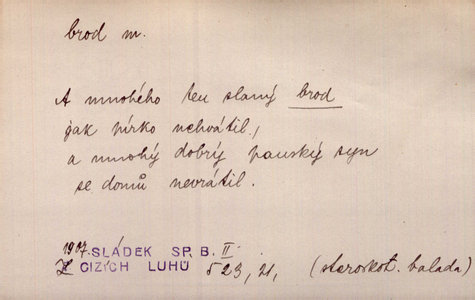 brod m.
A mnohého ten slaný brod
jak pírko uchvátil,
a mnohý dobrý panský syn
se domů nevrátil.
1907. SLÁDEK SP. B. II
Z CIZÍCH LUHŮ 523, 21, (staroskot. balada)